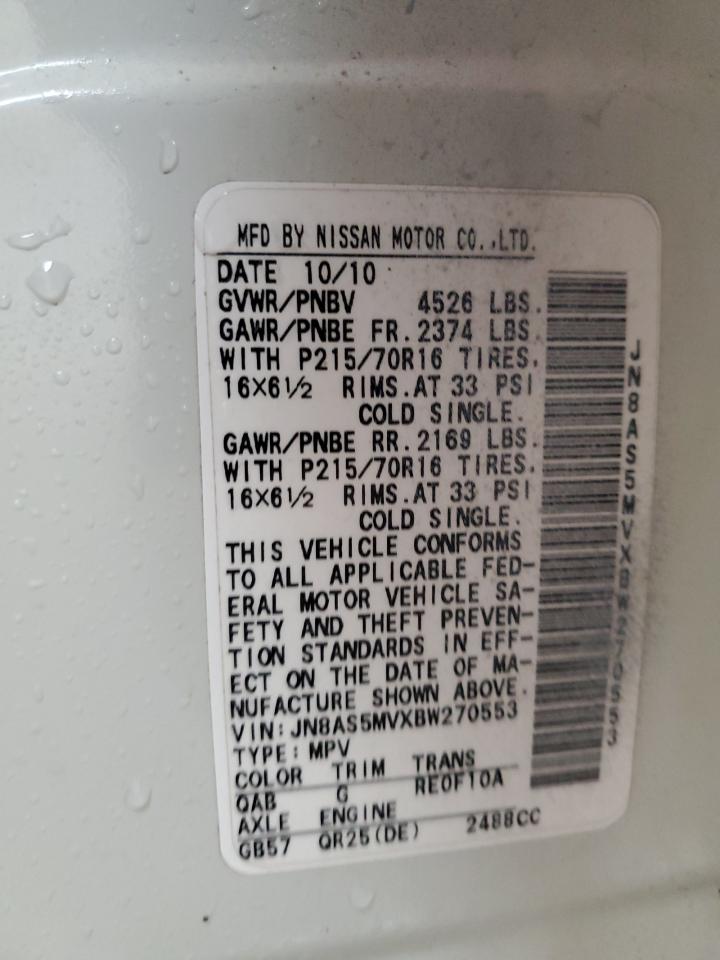 MFD BY NISSAN MOTOR CO.,LTD.
DATE 10/10
GVWR/PNBV 4526 LBS.
GAWR/PNBE FR.2374 LBS.
WITH P215/70R16 TIRES.
16X6½ RIMS.AT 33 PSI
COLD SINGLE.
GAWR/PNBE RR.2169 LBS.
WITH P215/70R16 TIRES.
16X6½ RIMS.AT 33 PSI
COLD SINGLE.
THIS VEHICLE CONFORMS
TO ALL APPLICABLE FED-
ERAL MOTOR VEHICLE SA-
FETY AND THEFT PREVEN-
TION STANDARDS IN EFF-
ECT ON THE DATE OF MA-
NUFACTURE SHOWN ABOVE.
VIN:JN8AS5MVXBW270553
TYPE:MPV
COLOR TRIM TRANS
QAB G RE0F10A
AXLE ENGINE
GB57 QR25(DE) 2488CC
JN8AS5MVXBW270553